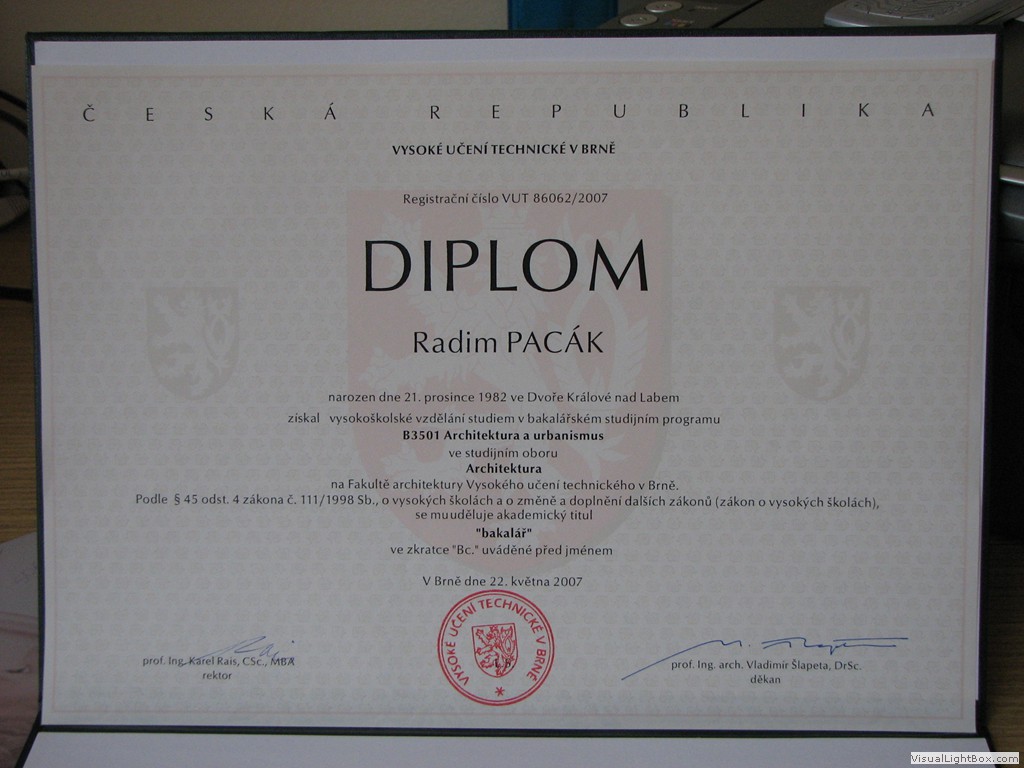 ČESKÁ REPUBLIKA
VYSOKÉ UČENÍ TECHNICKÉ V BRNĚ
Registrační číslo VUT 86062/2007
DIPLOM
Radim PACÁK
narozen dne 21. prosince 1982 ve Dvoře Králové nad Labem
získal vysokoškolské vzdělání studiem v bakalářském studijním programu
B3501 Architektura a urbanismus
ve studijním oboru
Architektura
na Fakultě architektury Vysokého učení technického v Brně.
Podle § 45 odst. 4 zákona č. 111/1998 Sb., o vysokých školách a o změně a doplnění dalších zákonů (zákon o vysokých školách),
se mu uděluje akademický titul
"bakalář"
ve zkratce "Bc." uváděné před jménem
V Brně dne 22. května 2007
VYSOKÉ UČENÍ TECHNICKÉ V BRNĚ
prof. Ing. Karel Rais, CSc., MBA
rektor
prof. Ing. arch. Vladimír Šlapeta, DrSc.
děkan
VisualLightBox.com